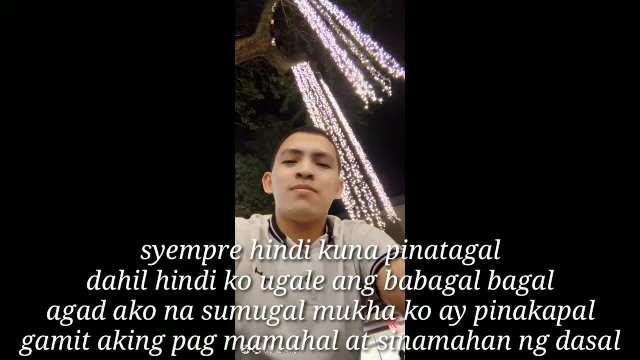 syempre hindi kuna pinatagal
dahil hindi ko ugale ang babagal bagal
agad ako na sumugal mukha ko ay pinakapal
gamit aking pag mamahal at sinamahan ng dasal